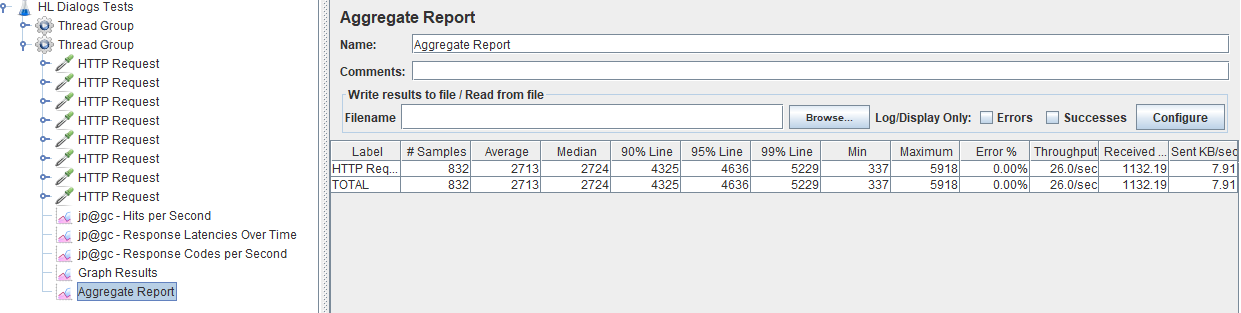 HL Dialogs Tests
Thread Group
Thread Group
HTTP Request
HTTP Request
HTTP Request
HTTP Request
HTTP Request
HTTP Request
HTTP Request
HTTP Request
jp@gc - Hits per Second
jp@gc - Response Latencies Over Time
jp@gc - Response Codes per Second
Graph Results
Aggregate Report
Aggregate Report
Name: Aggregate Report
Comments:
Write results to file / Read from file
Filename Browse... Log/Display Only: Errors Successes Configure
Label # Samples Average Median 90% Line 95% Line 99% Line Min Maximum Error % Throughput Received ... Sent KB/sec
HTTP Req... 832 2713 2724 4325 4636 5229 337 5918 0.00% 26.0/sec 1132.19 7.91
TOTAL 832 2713 2724 4325 4636 5229 337 5918 0.00% 26.0/sec 1132.19 7.91